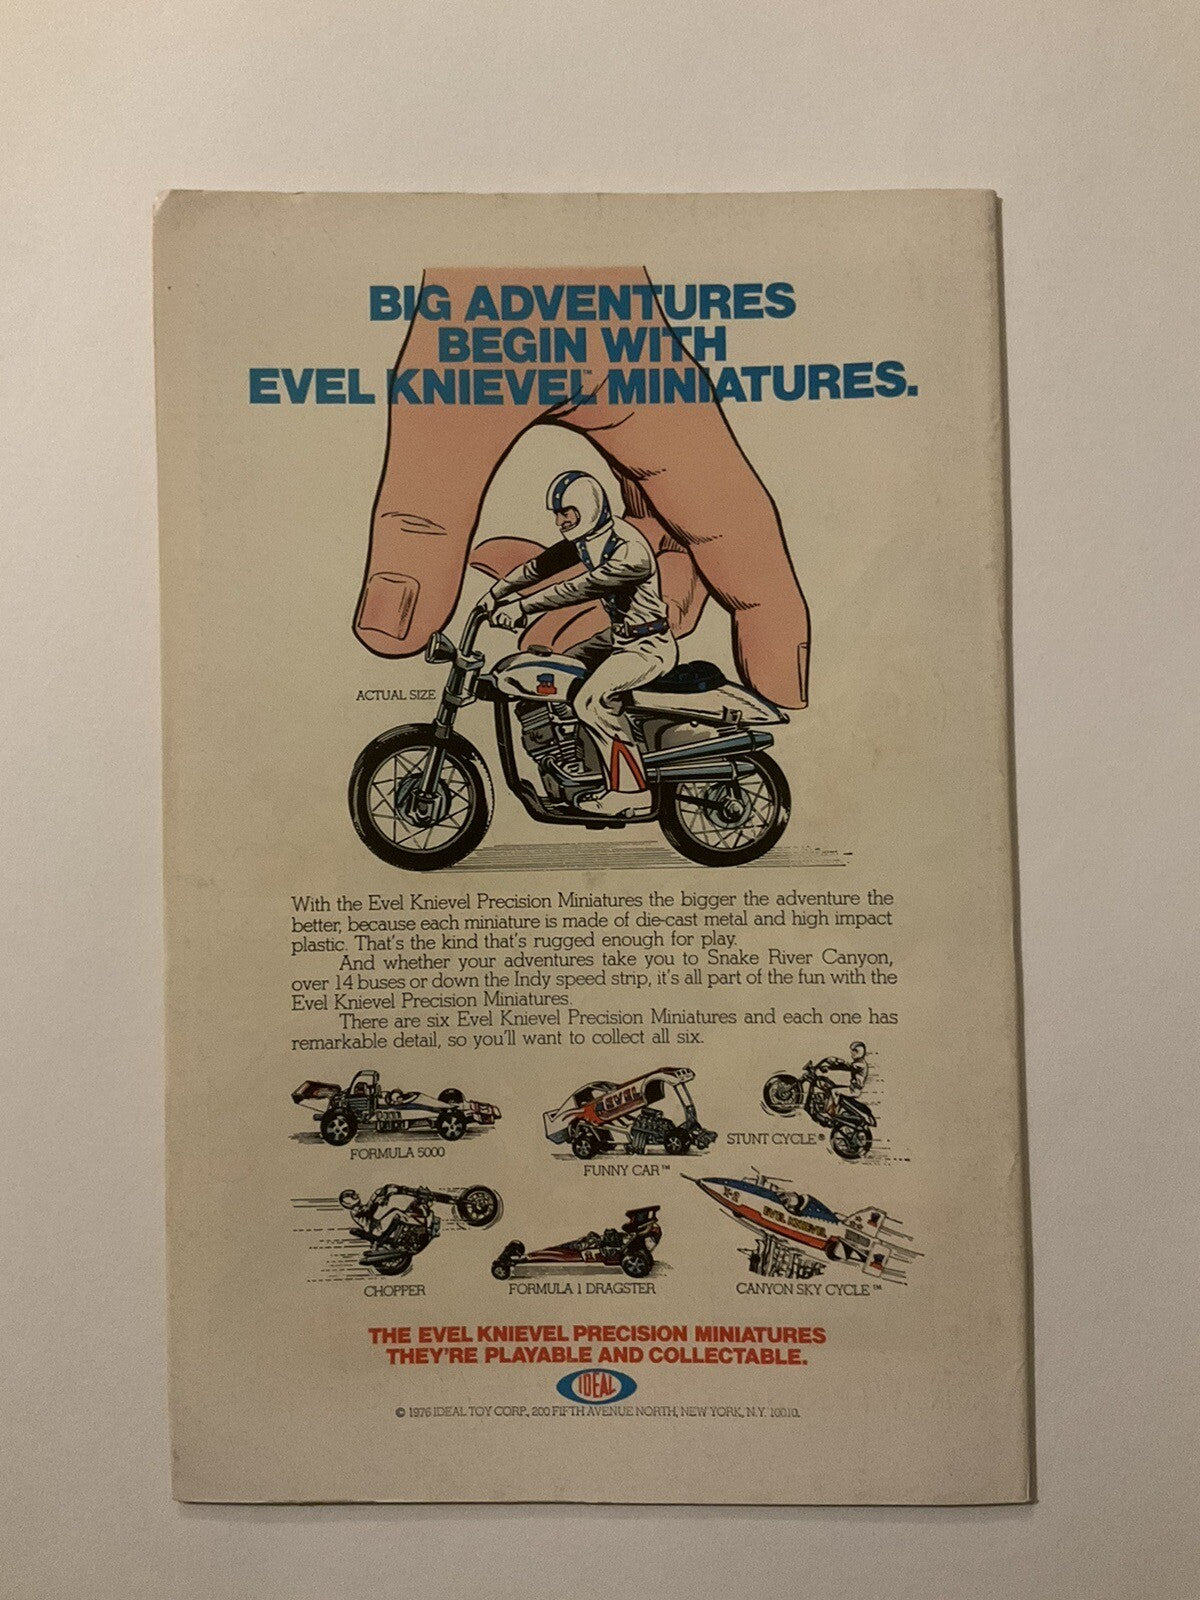 BIG ADVENTURES
BEGIN WITH
EVEL KNIEVEL™ MINIATURES.
ACTUAL SIZE
With the Evel Knievel Precision Miniatures the bigger the adventure the
better, because each miniature is made of die-cast metal and high impact
plastic. That's the kind that's rugged enough for play.
And whether your adventures take you to Snake River Canyon,
over 14 buses or down the Indy speed strip, it's all part of the fun with the
Evel Knievel Precision Miniatures.
There are six Evel Knievel Precision Miniatures and each one has
remarkable detail, so you'll want to collect all six.
EVEL
FORMULA 5000
FUNNY CAR™
STUNT CYCLE®
X-2
EVEL KNIEVEL
CHOPPER
FORMULA 1 DRAGSTER
CANYON SKY CYCLE™
THE EVEL KNIEVEL PRECISION MINIATURES
THEY'RE PLAYABLE AND COLLECTABLE.
IDEAL
© 1976 IDEAL TOY CORP., 200 FIFTH AVENUE NORTH, NEW YORK, N.Y. 10010.